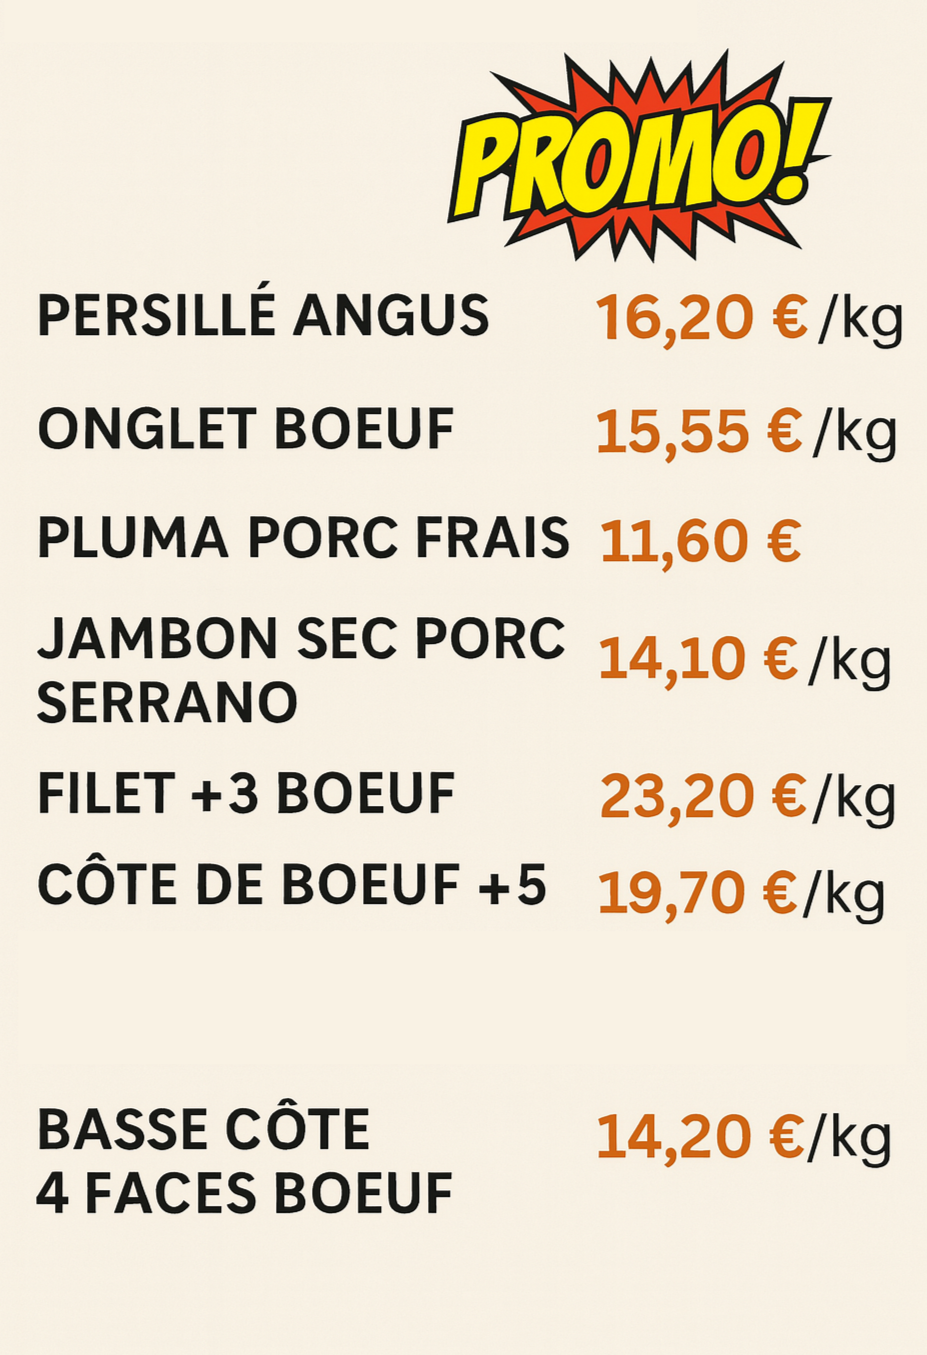 PROMO!
PERSILLÉ ANGUS 16,20 €/kg
ONGLET BOEUF 15,55 €/kg
PLUMA PORC FRAIS 11,60 €
JAMBON SEC PORC 14,10 €/kg
SERRANO
FILET +3 BOEUF 23,20 €/kg
CÔTE DE BOEUF +5 19,70 €/kg
BASSE CÔTE 14,20 €/kg
4 FACES BOEUF